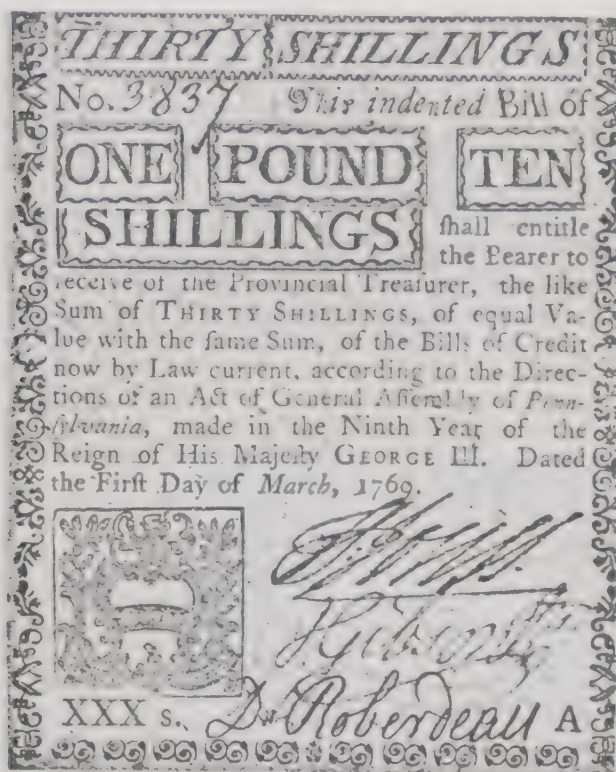 THIRTY SHILLINGS
No. 3837 This indented Bill of
ONE POUND TEN
SHILLINGS ſhall entitle
the Bearer to
receive of the Provincial Treaſurer, the like
Sum of THIRTY SHILLINGS, of equal Va-
lue with the ſame Sum, of the Bills of Credit
now by Law current, according to the Direc-
tions of an Act of General Aſſembly of Penn-
ſylvania, made in the Ninth Year of the
Reign of His Majeſty GEORGE III. Dated
the Firſt Day of March, 1769.
XXX s. Dl. Roberdeau A